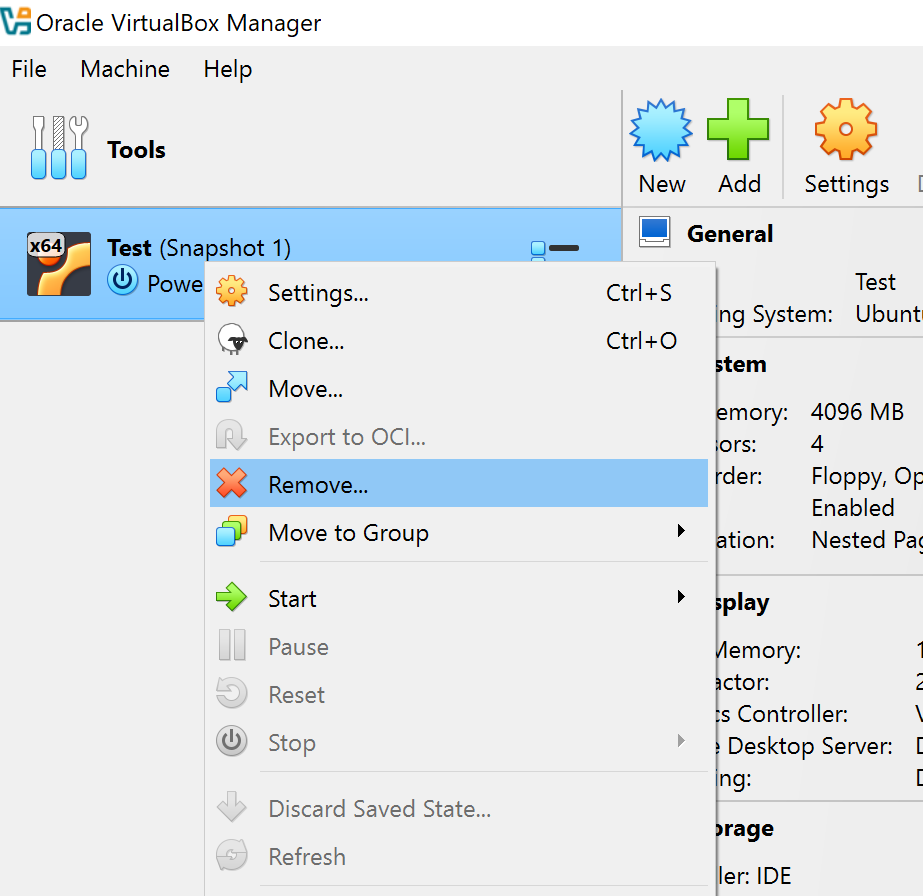 Oracle VirtualBox Manager
File Machine Help
Tools
New Add Settings
x64
Test (Snapshot 1)
Powe
General
Test
ng System: Ubuntu
Settings... Ctrl+S
Clone... Ctrl+O
Move...
Export to OCI...
Remove...
Move to Group
Start
Pause
Reset
Stop
Discard Saved State...
Refresh
stem
emory: 4096 MB
sors: 4
rder: Floppy, Op
Enabled
ation: Nested Pag
splay
Memory: 1
actor: 2
cs Controller: V
e Desktop Server: D
ing: D
orage
ler: IDE